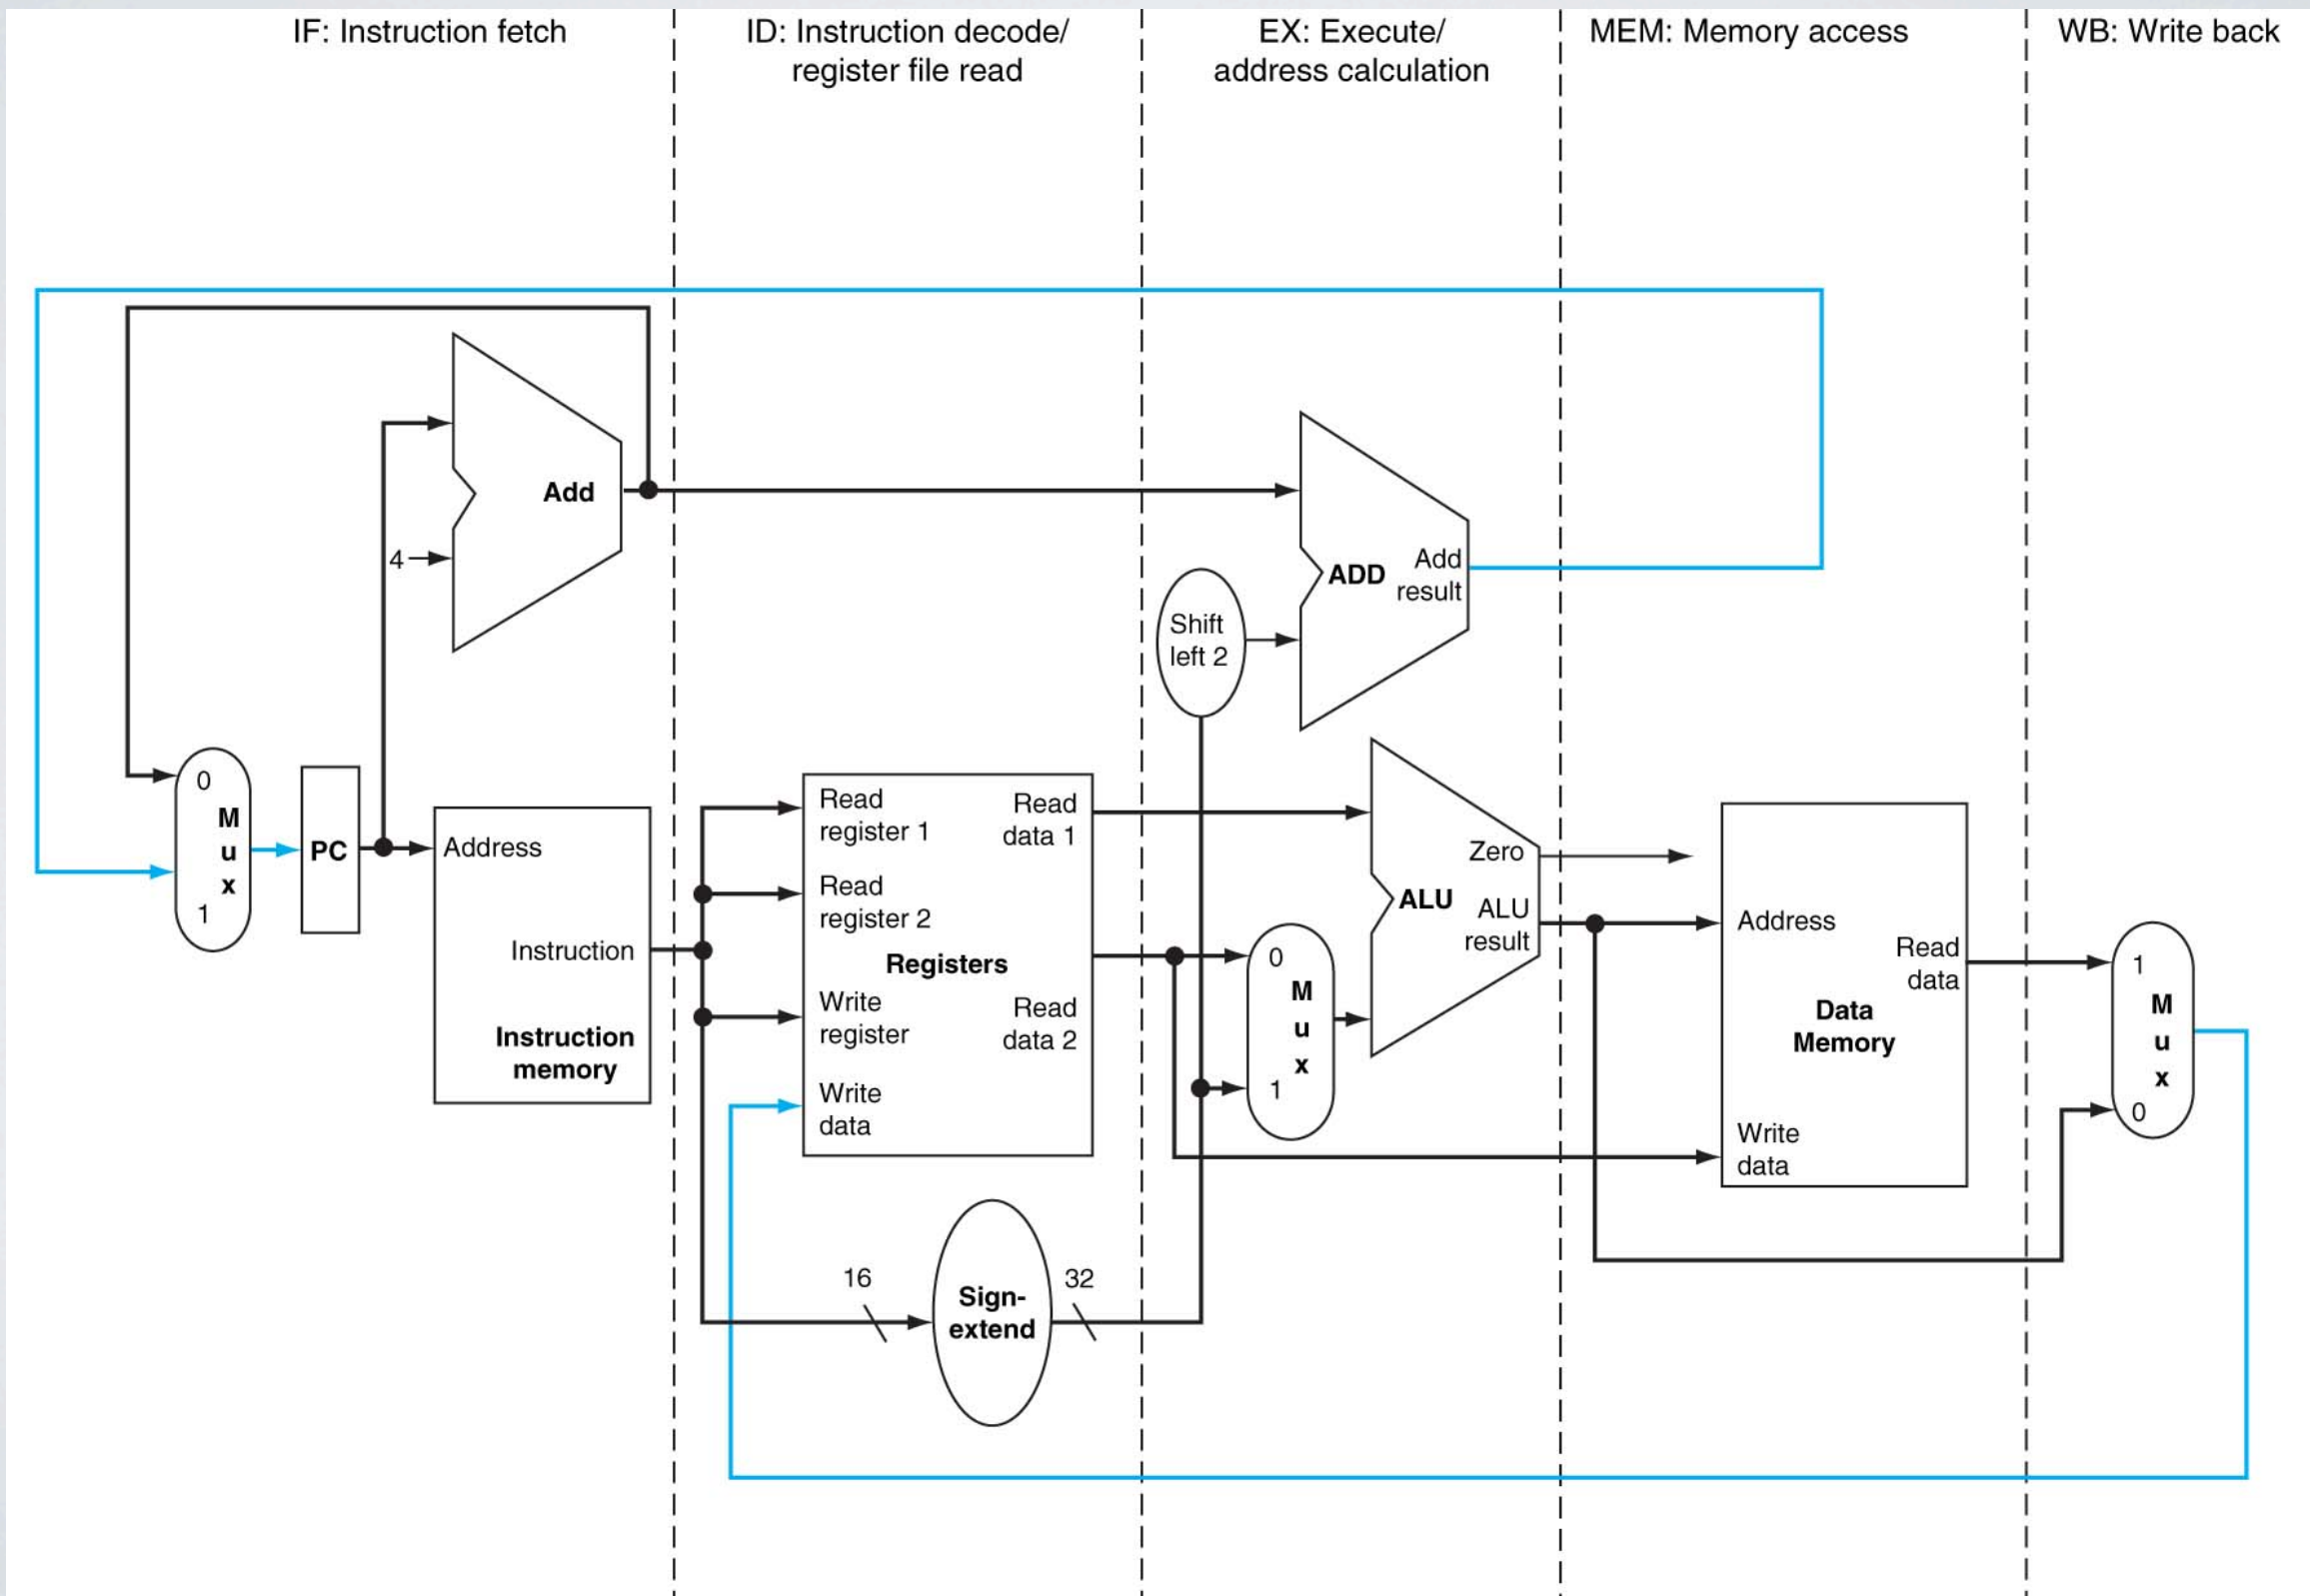 IF: Instruction fetch
ID: Instruction decode/
register file read
EX: Execute/
address calculation
MEM: Memory access
WB: Write back
Add
4
ADD
Add
result
Shift
left 2
0
M
u
x
1
PC
Address
Instruction
Instruction
memory
Read
register 1
Read
register 2
Write
register
Write
data
Registers
Read
data 1
Read
data 2
16
Sign-
extend
32
0
M
u
x
1
ALU
Zero
ALU
result
Address
Write
data
Data
Memory
Read
data
1
M
u
x
0